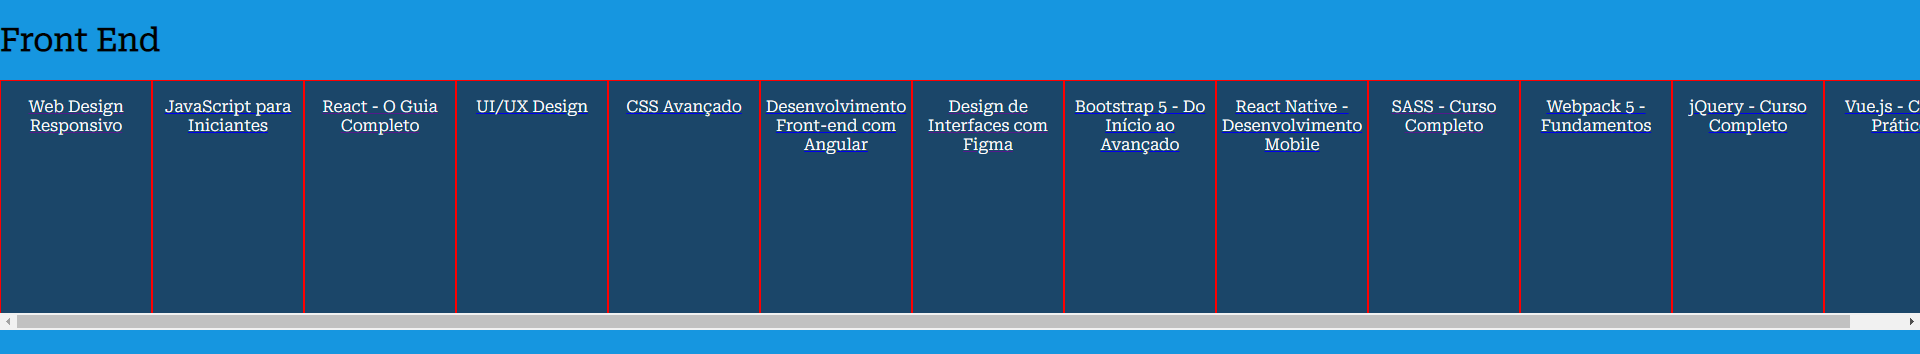 Front End
Web Design
Responsivo
JavaScript para
Iniciantes
React - O Guia
Completo
UI/UX Design
CSS Avançado
Desenvolvimento
Front-end com
Angular
Design de
Interfaces com
Figma
Bootstrap 5 - Do
Início ao
Avançado
React Native -
Desenvolvimento
Mobile
SASS - Curso
Completo
Webpack 5 -
Fundamentos
jQuery - Curso
Completo
Vue.js - C
Prátic